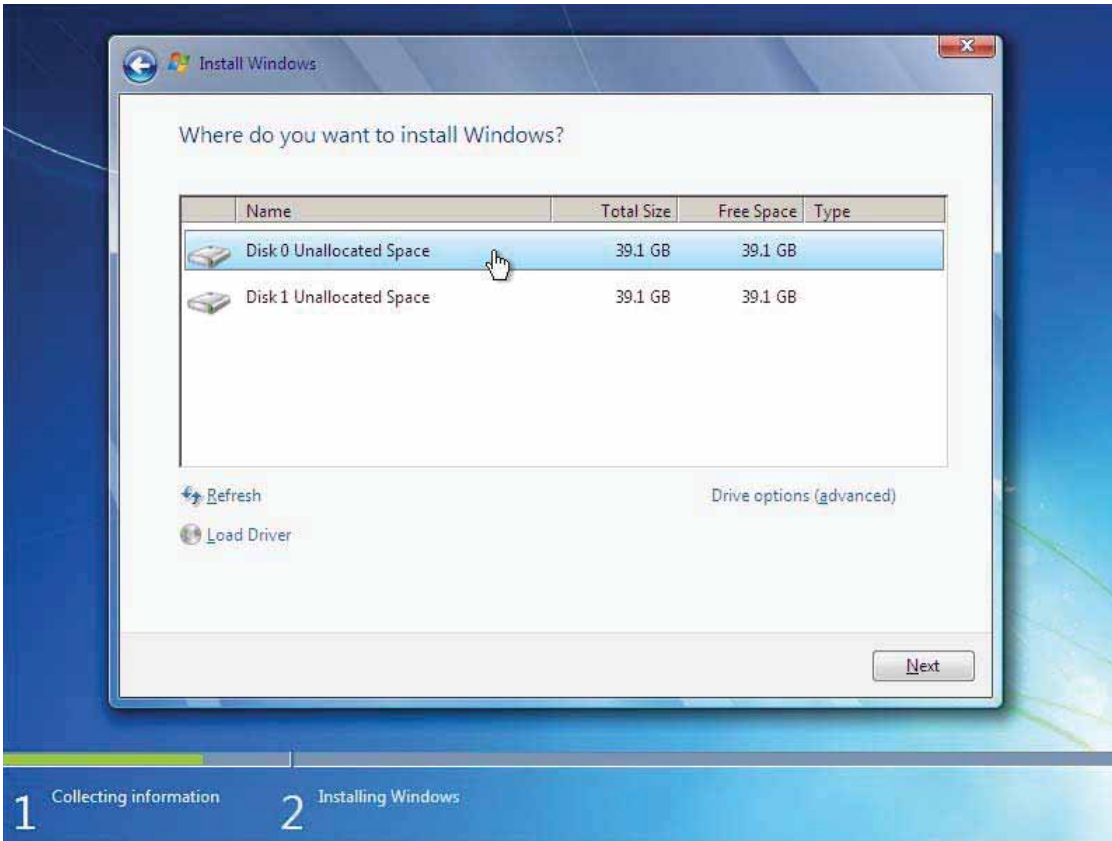 Install Windows
Where do you want to install Windows?
Name Total Size Free Space Type
Disk 0 Unallocated Space 39.1 GB 39.1 GB
Disk 1 Unallocated Space 39.1 GB 39.1 GB
Refresh Drive options (advanced)
Load Driver
Next
1 Collecting information 2 Installing Windows